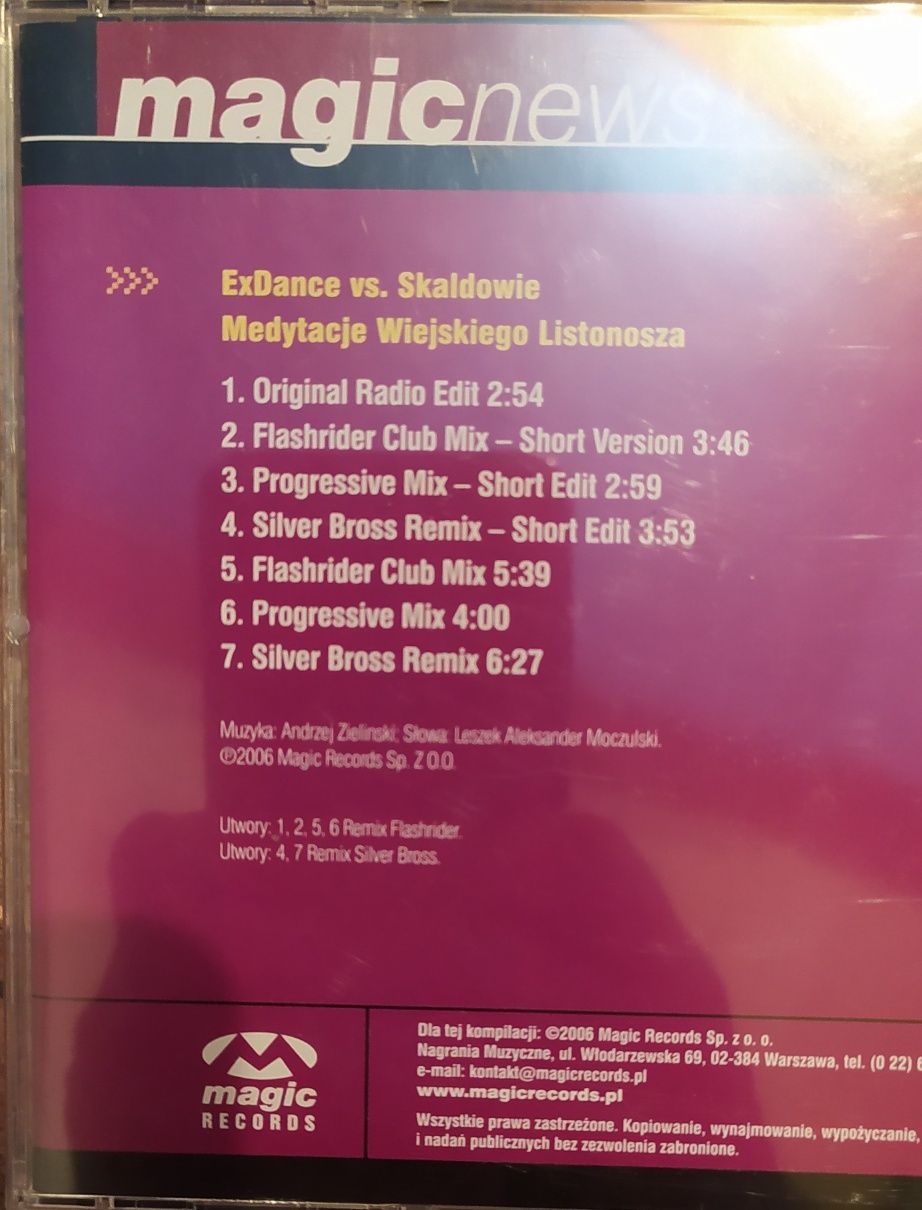 magicnews
>>> ExDance vs. Skaldowie
Medytacje Wiejskiego Listonosza
1. Original Radio Edit 2:54
2. Flashrider Club Mix – Short Version 3:46
3. Progressive Mix – Short Edit 2:59
4. Silver Bross Remix – Short Edit 3:53
5. Flashrider Club Mix 5:39
6. Progressive Mix 4:00
7. Silver Bross Remix 6:27
Muzyka: Andrzej Zieliński; Słowa: Leszek Aleksander Moczulski.
℗2006 Magic Records Sp. Z O.O.
Utwory: 1, 2, 5, 6 Remix Flashrider.
Utwory: 4, 7 Remix Silver Bross.
magic
RECORDS
Dla tej kompilacji: ©2006 Magic Records Sp. z o. o.
Nagrania Muzyczne, ul. Włodarzewska 69, 02-384 Warszawa, tel. (0 22)
e-mail: kontakt@magicrecords.pl
www.magicrecords.pl
Wszystkie prawa zastrzeżone. Kopiowanie, wynajmowanie, wypożyczanie,
i nadań publicznych bez zezwolenia zabronione.